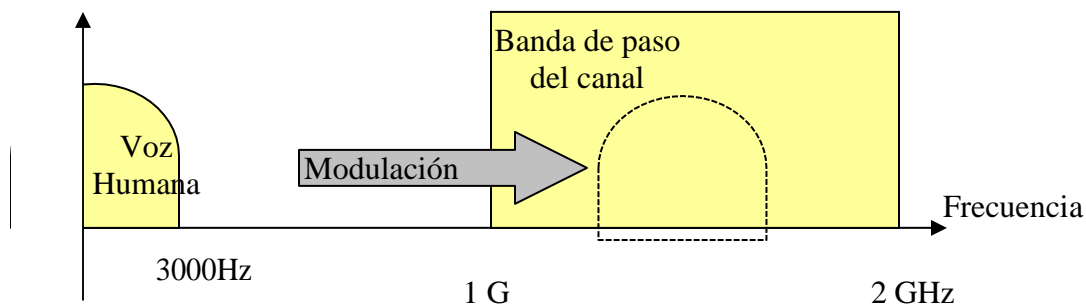 Banda de paso
del canal
Voz
Humana
Modulación
Frecuencia
3000Hz
1 G
2 GHz